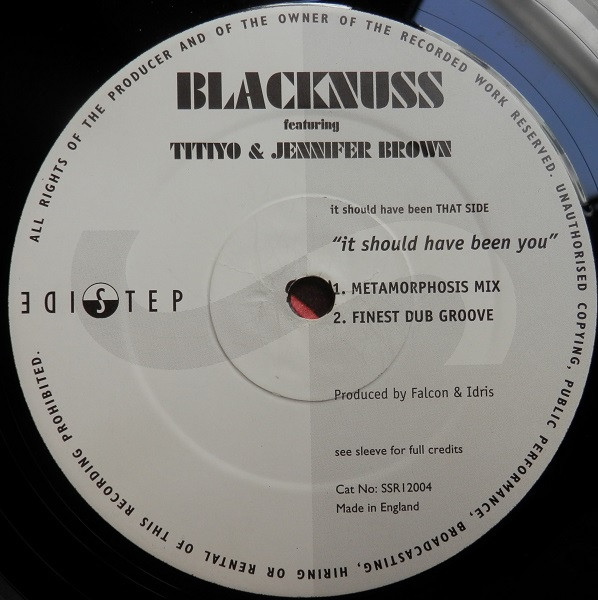 ALL RIGHTS OF THE PRODUCER AND OF THE OWNER OF THE RECORDED WORK RESERVED. UNAUTHORISED COPYING, PUBLIC PERFORMANCE, BROADCASTING, HIRING OR RENTAL OF THIS RECORDING PROHIBITED.
BLACKNUSS
featuring
TITIYO & JENNIFER BROWN
it should have been THAT SIDE
"it should have been you"
SIDESTEP
1. METAMORPHOSIS MIX
2. FINEST DUB GROOVE
Produced by Falcon & Idris
see sleeve for full credits
Cat No: SSR12004
Made in England